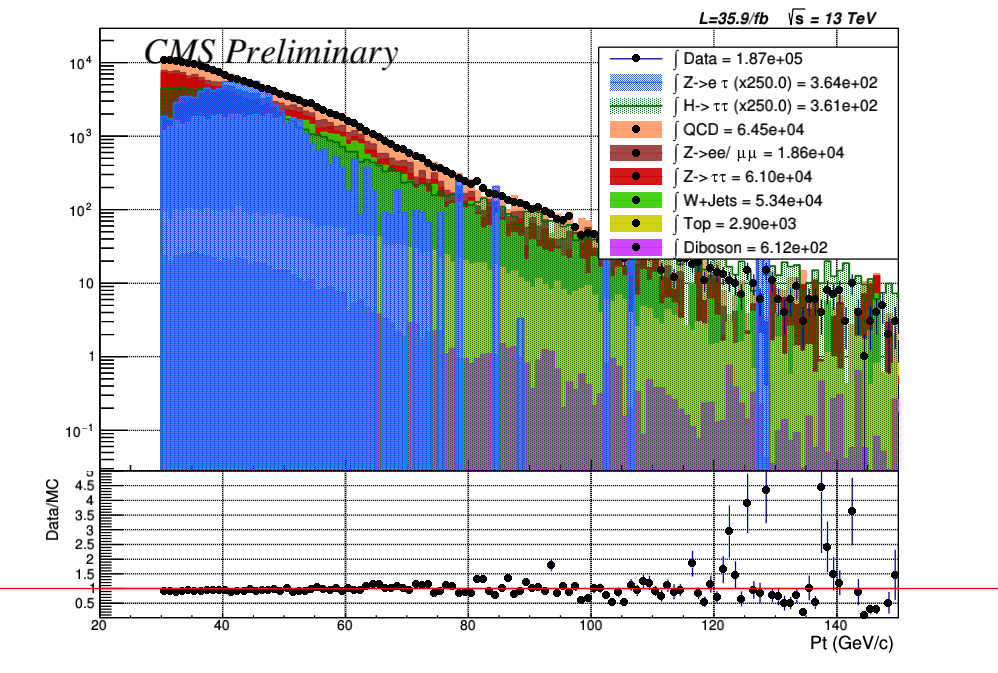 L=35.9/fb √s = 13 TeV
CMS Preliminary
∫ Data = 1.87e+05
∫ Z->e τ (x250.0) = 3.64e+02
∫ H-> ττ (x250.0) = 3.61e+02
∫ QCD = 6.45e+04
∫ Z->ee/ μμ = 1.86e+04
∫ Z-> ττ = 6.10e+04
∫ W+Jets = 5.34e+04
∫ Top = 2.90e+03
∫ Diboson = 6.12e+02
10⁴
10³
10²
10
1
10⁻¹
Data/MC
5
4.5
4
3.5
3
2.5
2
1.5
1
0.5
20 40 60 80 100 120 140
Pt (GeV/c)